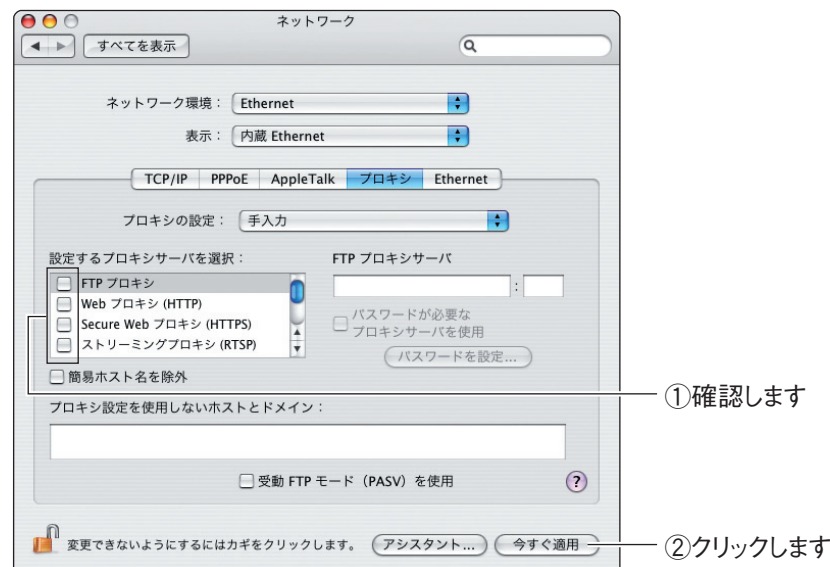 ネットワーク
すべてを表示
ネットワーク環境： Ethernet
表示： 内蔵 Ethernet
TCP/IP PPPoE AppleTalk プロキシ Ethernet
プロキシの設定： 手入力
設定するプロキシサーバを選択：
FTP プロキシ
Web プロキシ (HTTP)
Secure Web プロキシ (HTTPS)
ストリーミングプロキシ (RTSP)
FTP プロキシサーバ
:
パスワードが必要な
プロキシサーバを使用
パスワードを設定...
簡易ホスト名を除外
①確認します
プロキシ設定を使用しないホストとドメイン：
受動 FTP モード（PASV）を使用 ?
変更できないようにするにはカギをクリックします。 アシスタント... 今すぐ適用
②クリックします